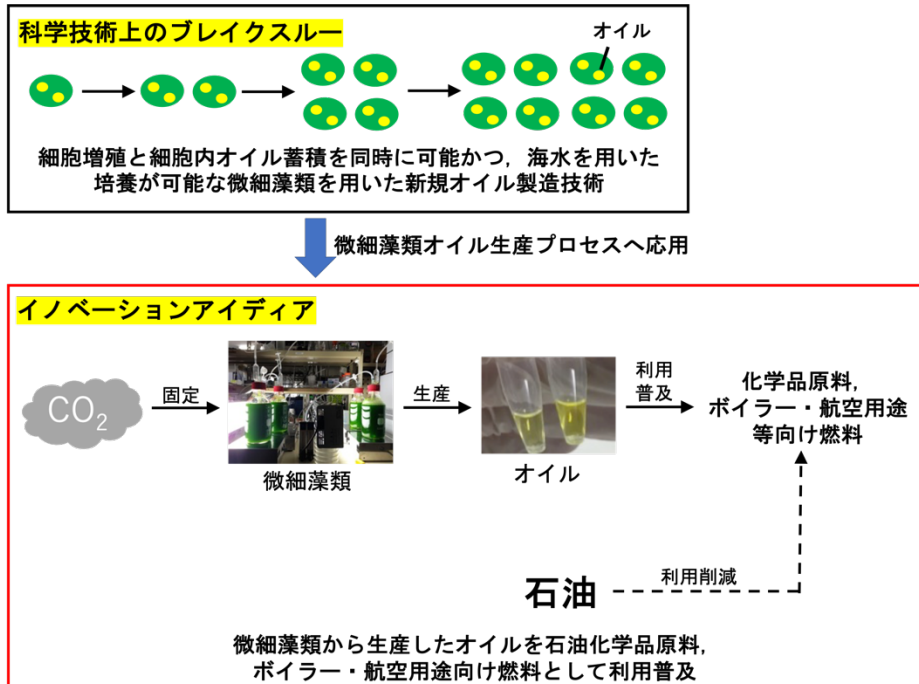 科学技術上のブレイクスルー
オイル
細胞増殖と細胞内オイル蓄積を同時に可能かつ，海水を用いた
培養が可能な微細藻類を用いた新規オイル製造技術
微細藻類オイル生産プロセスへ応用
イノベーションアイディア
CO2
固定
微細藻類
生産
オイル
利用
普及
化学品原料，
ボイラー・航空用途
等向け燃料
石油
利用削減
微細藻類から生産したオイルを石油化学品原料，
ボイラー・航空用途向け燃料として利用普及